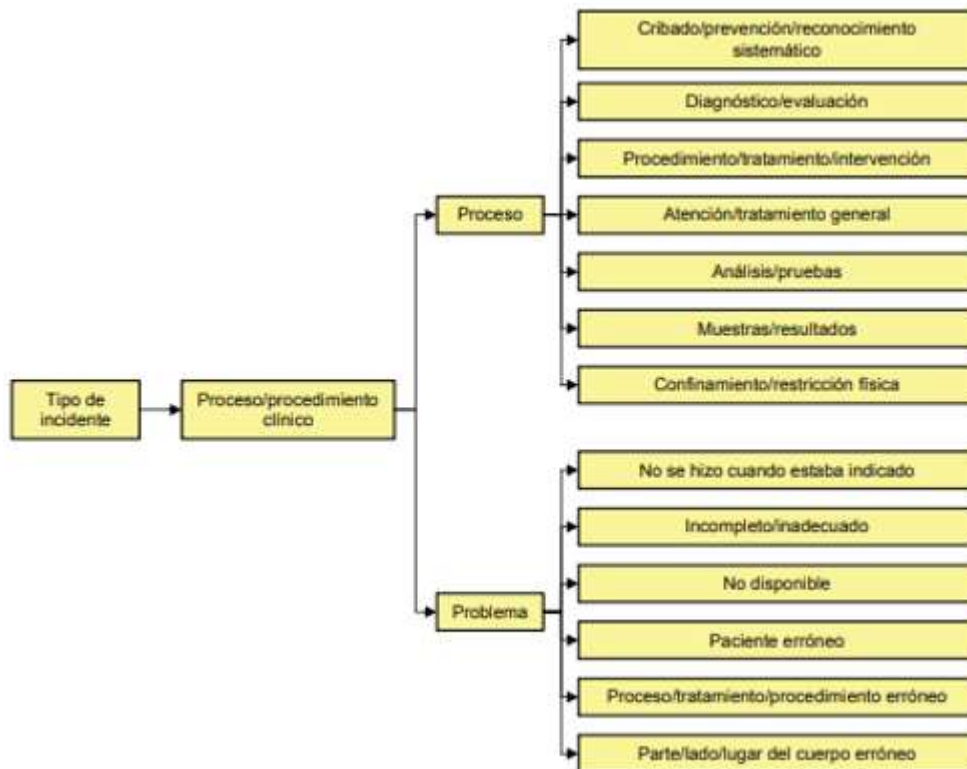 Cribado/prevención/reconocimiento
sistemático
Diagnóstico/evaluación
Procedimiento/tratamiento/intervención
Proceso
Atención/tratamiento general
Análisis/pruebas
Muestras/resultados
Confinamiento/restricción física
Tipo de
incidente
Proceso/procedimiento
clínico
No se hizo cuando estaba indicado
Incompleto/inadecuado
No disponible
Problema
Paciente erróneo
Proceso/tratamiento/procedimiento erróneo
Parte/lado/lugar del cuerpo erróneo